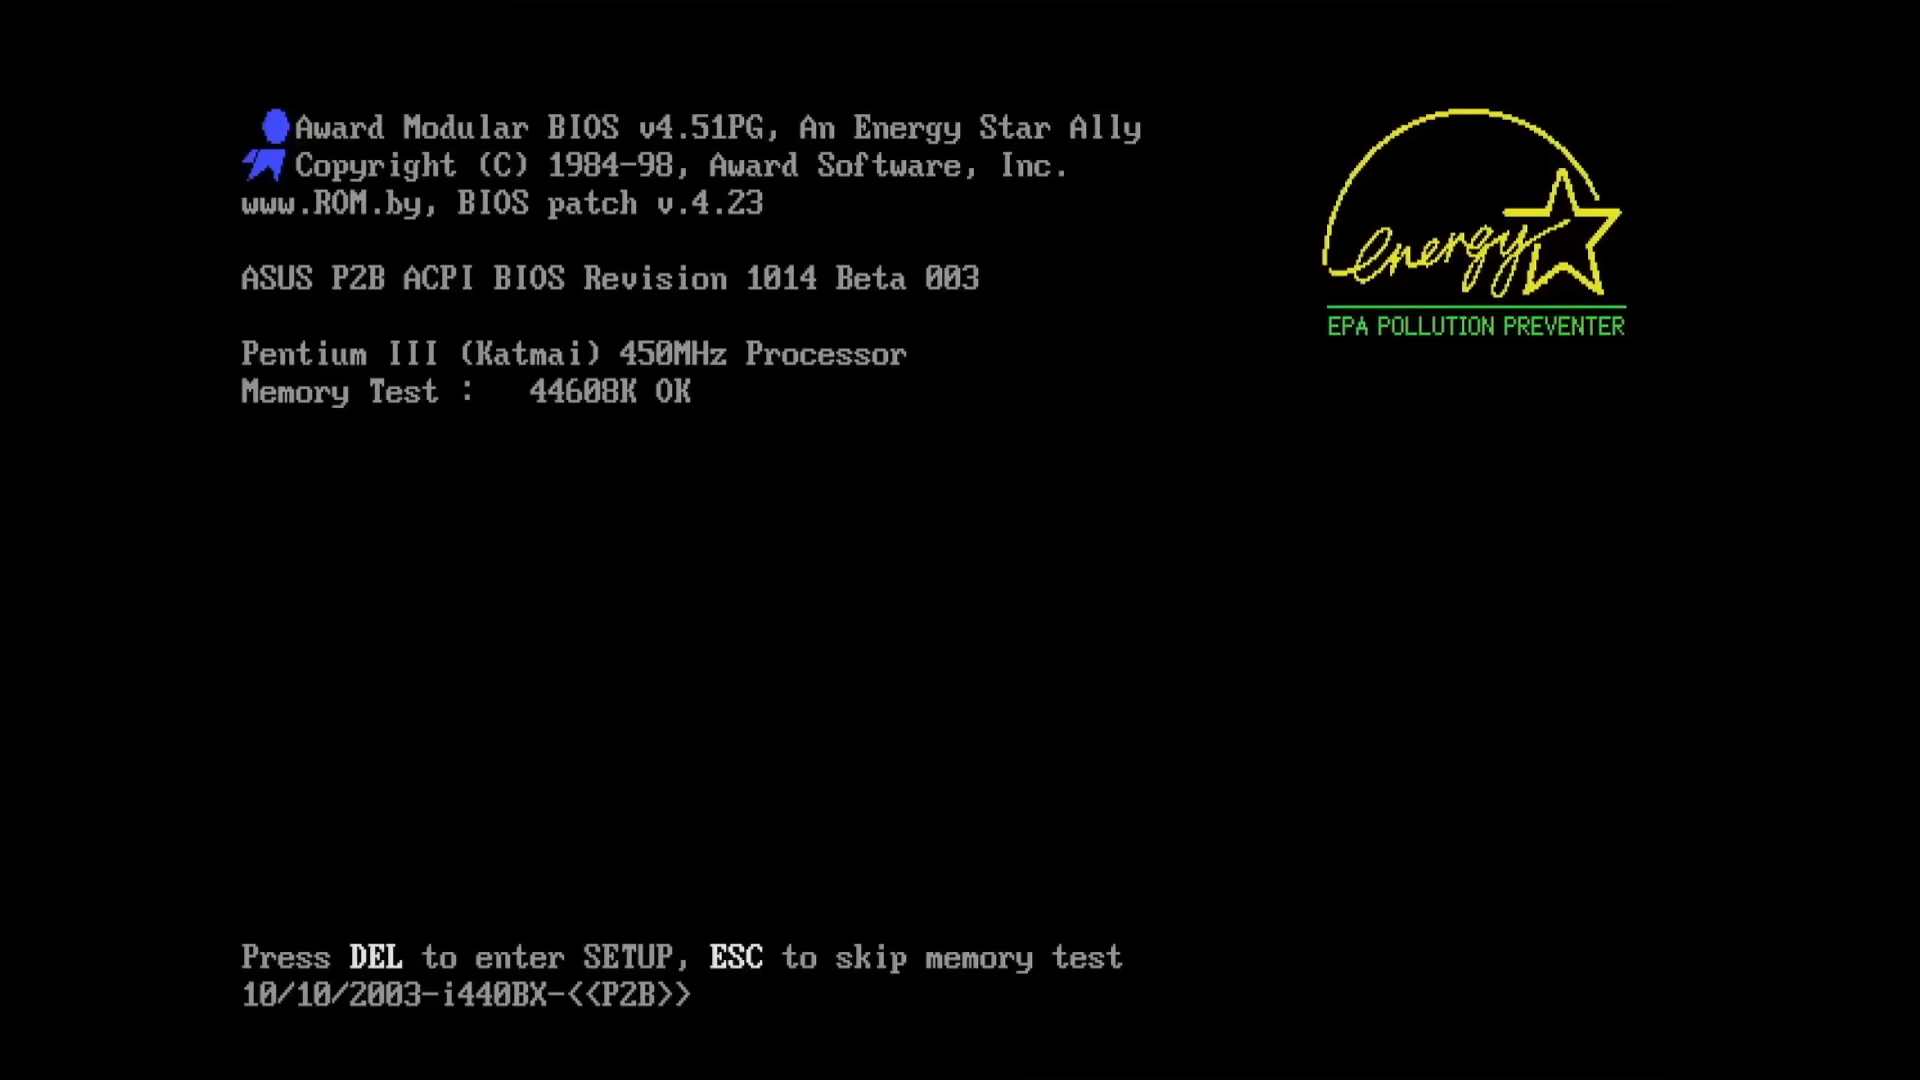 Award Modular BIOS v4.51PG, An Energy Star Ally
Copyright (C) 1984-98, Award Software, Inc.
www.ROM.by, BIOS patch v.4.23
energy
EPA POLLUTION PREVENTER
ASUS P2B ACPI BIOS Revision 1014 Beta 003
Pentium III (Katmai) 450MHz Processor
Memory Test :   44608K OK
Press DEL to enter SETUP, ESC to skip memory test
10/10/2003-i440BX-<<P2B>>